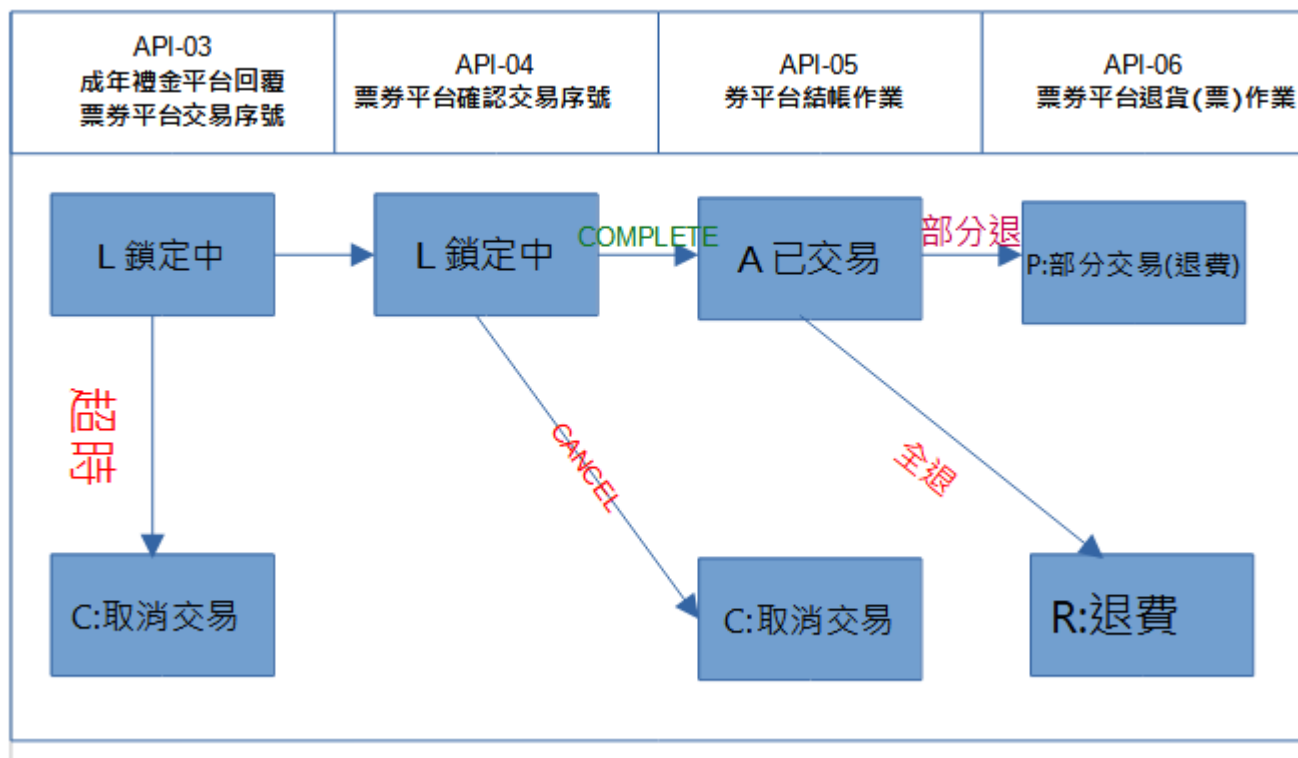 API-03
成年禮金平台回覆
票券平台交易序號
API-04
票券平台確認交易序號
API-05
券平台結帳作業
API-06
票券平台退貨(票)作業
L 鎖定中
L 鎖定中
COMPLETE
A 已交易
部分退
P:部分交易(退費)
超時
CANCEL
全退
C:取消交易
C:取消交易
R:退費